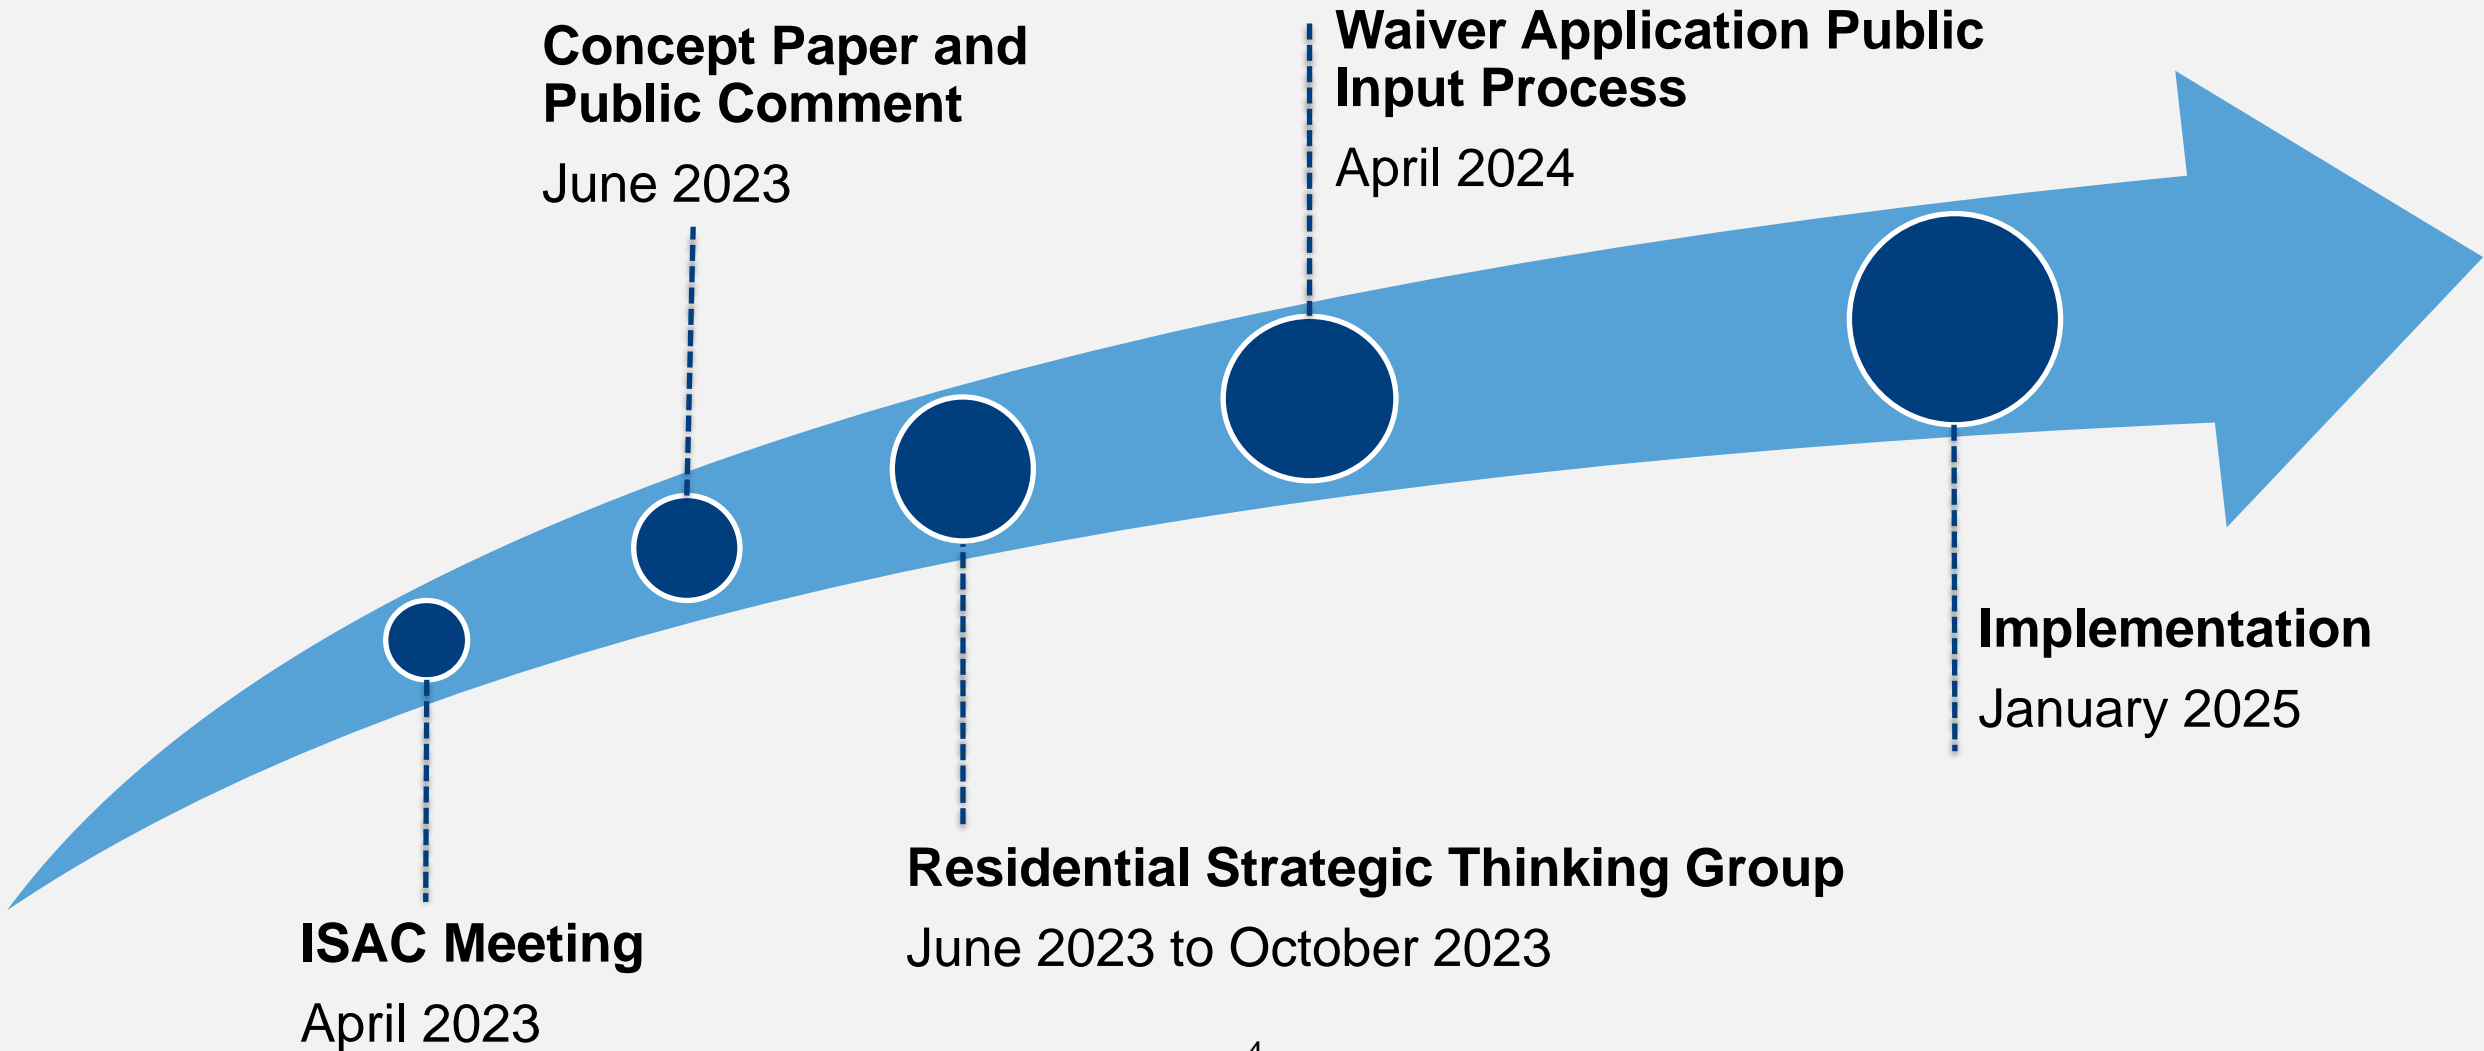 Concept Paper and
Public Comment
June 2023
Waiver Application Public
Input Process
April 2024
Implementation
January 2025
Residential Strategic Thinking Group
June 2023 to October 2023
ISAC Meeting
April 2023
4